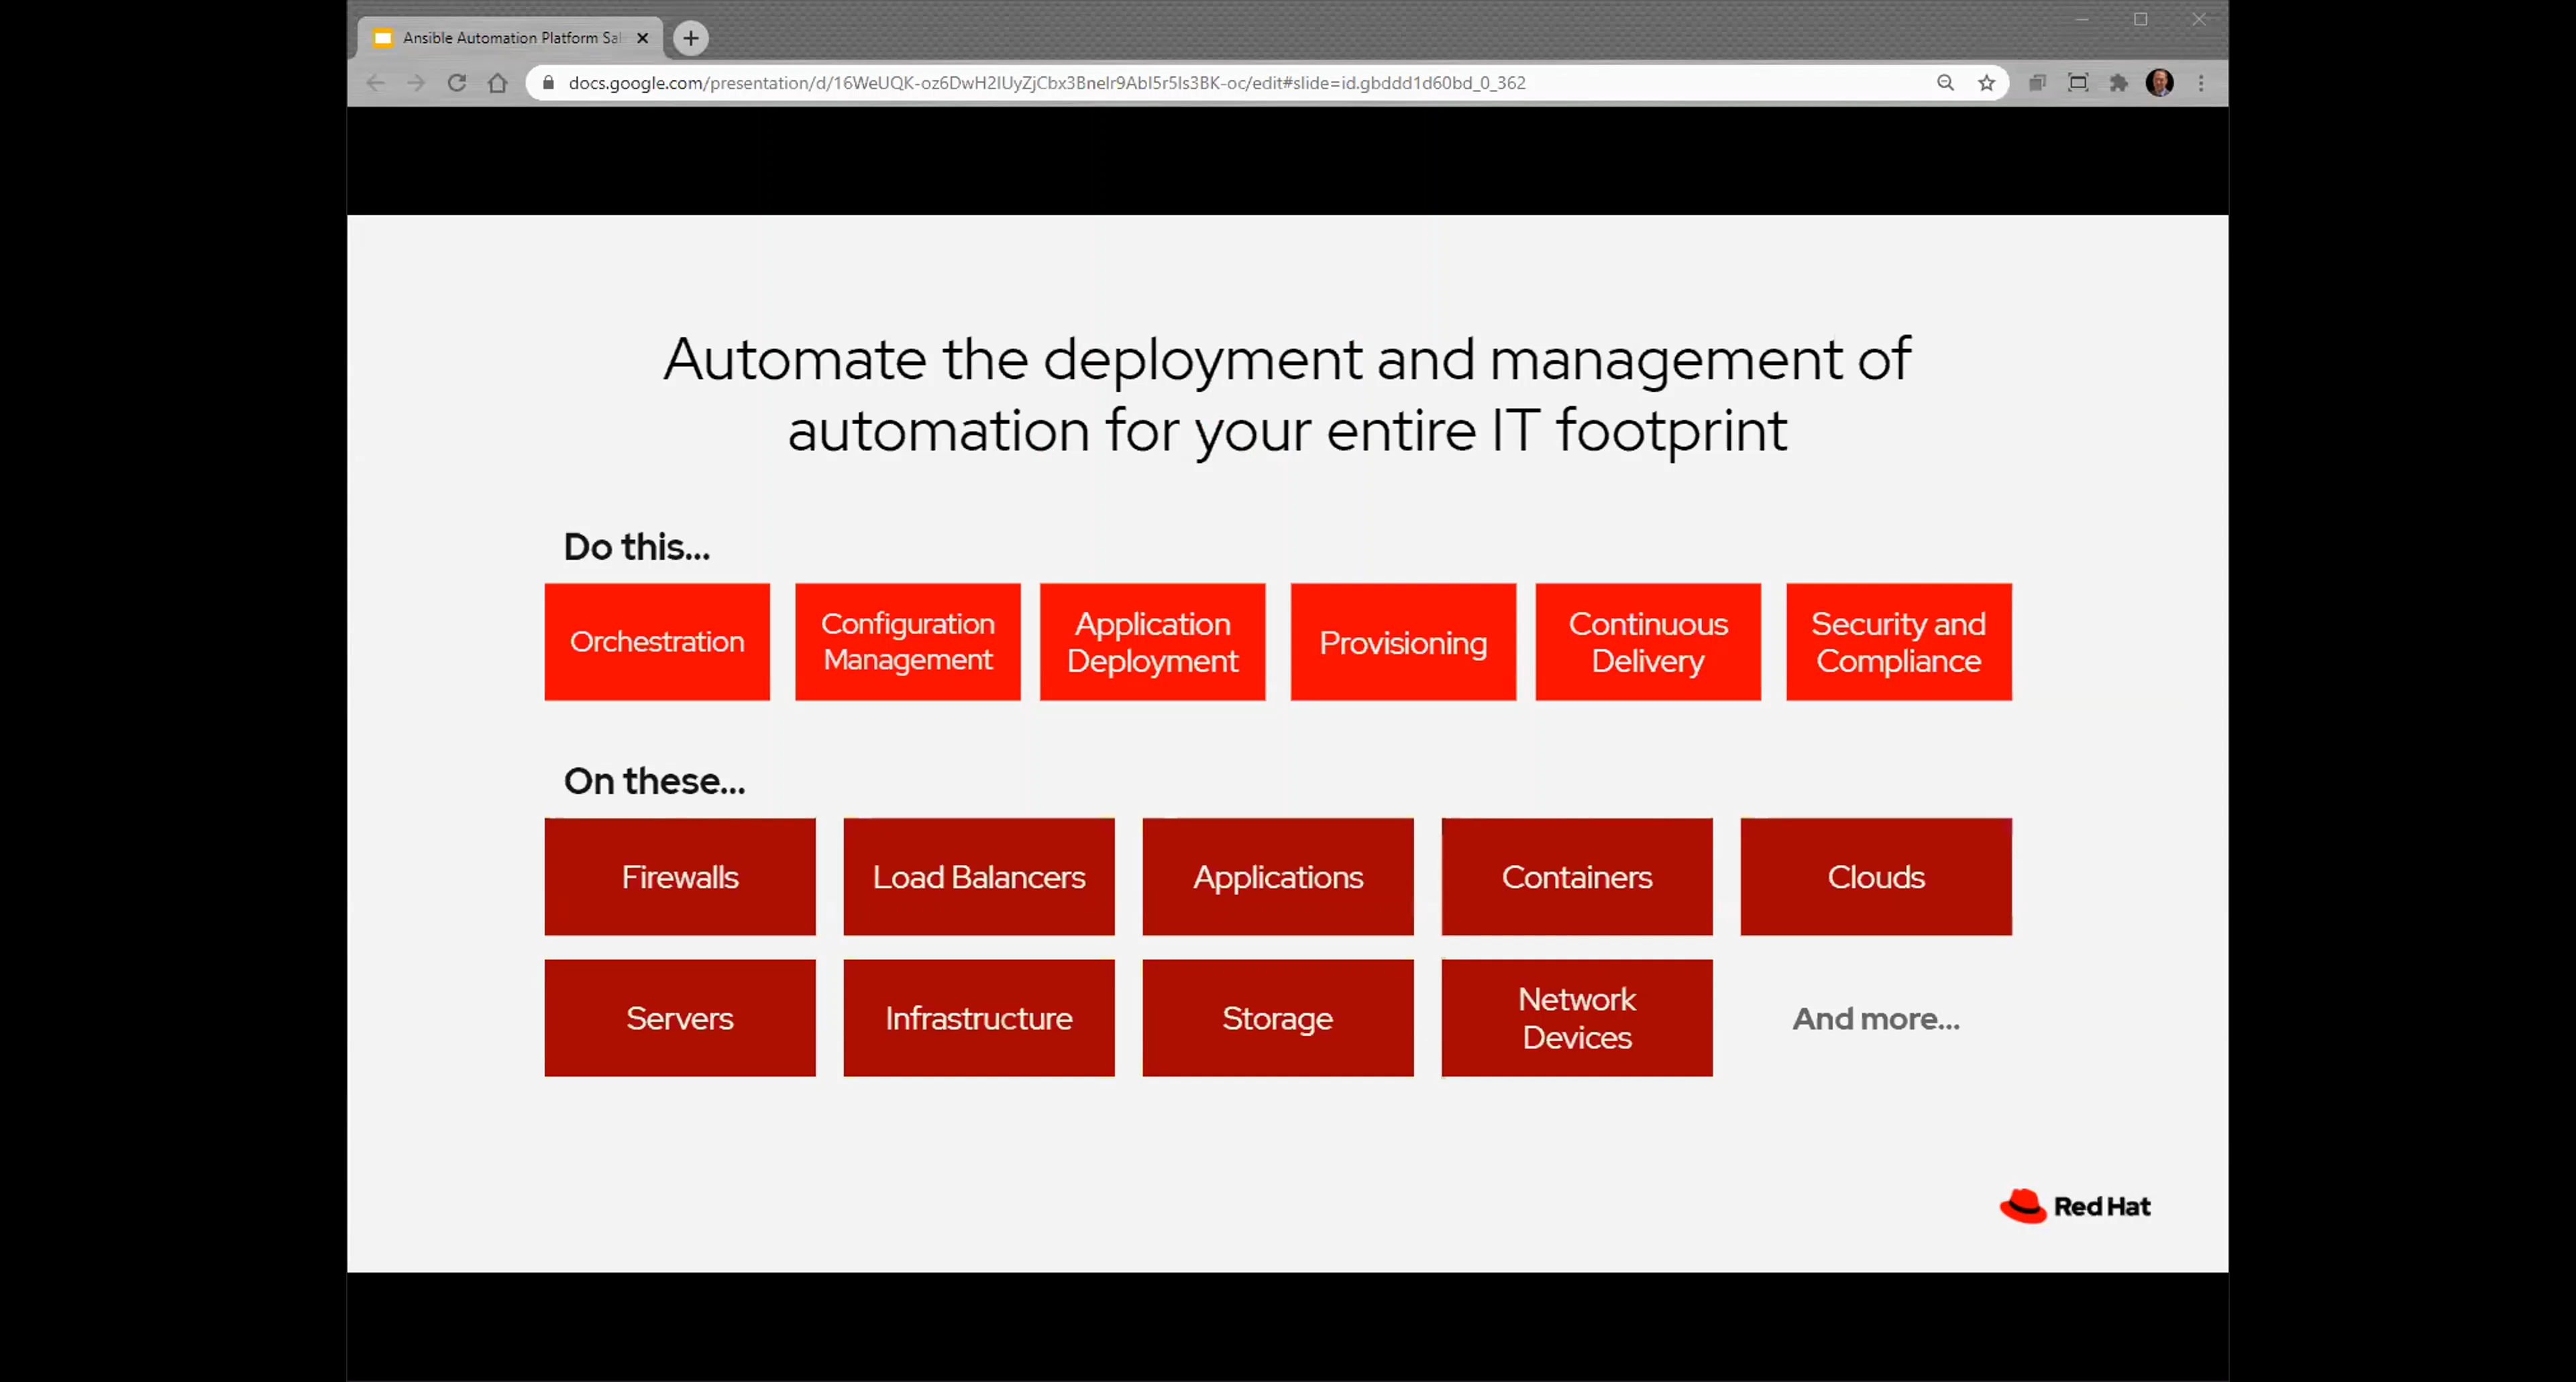 Ansible Automation Platform Sal
docs.google.com/presentation/d/16WeUQK-oz6DwH2IUyZjCbx3BneIr9AbI5r5Is3BK-oc/edit#slide=id.gbddd1d60bd_0_362
Automate the deployment and management of
automation for your entire IT footprint
Do this...
Orchestration
Configuration
Management
Application
Deployment
Provisioning
Continuous
Delivery
Security and
Compliance
On these...
Firewalls
Load Balancers
Applications
Containers
Clouds
Servers
Infrastructure
Storage
Network
Devices
And more...
Red Hat